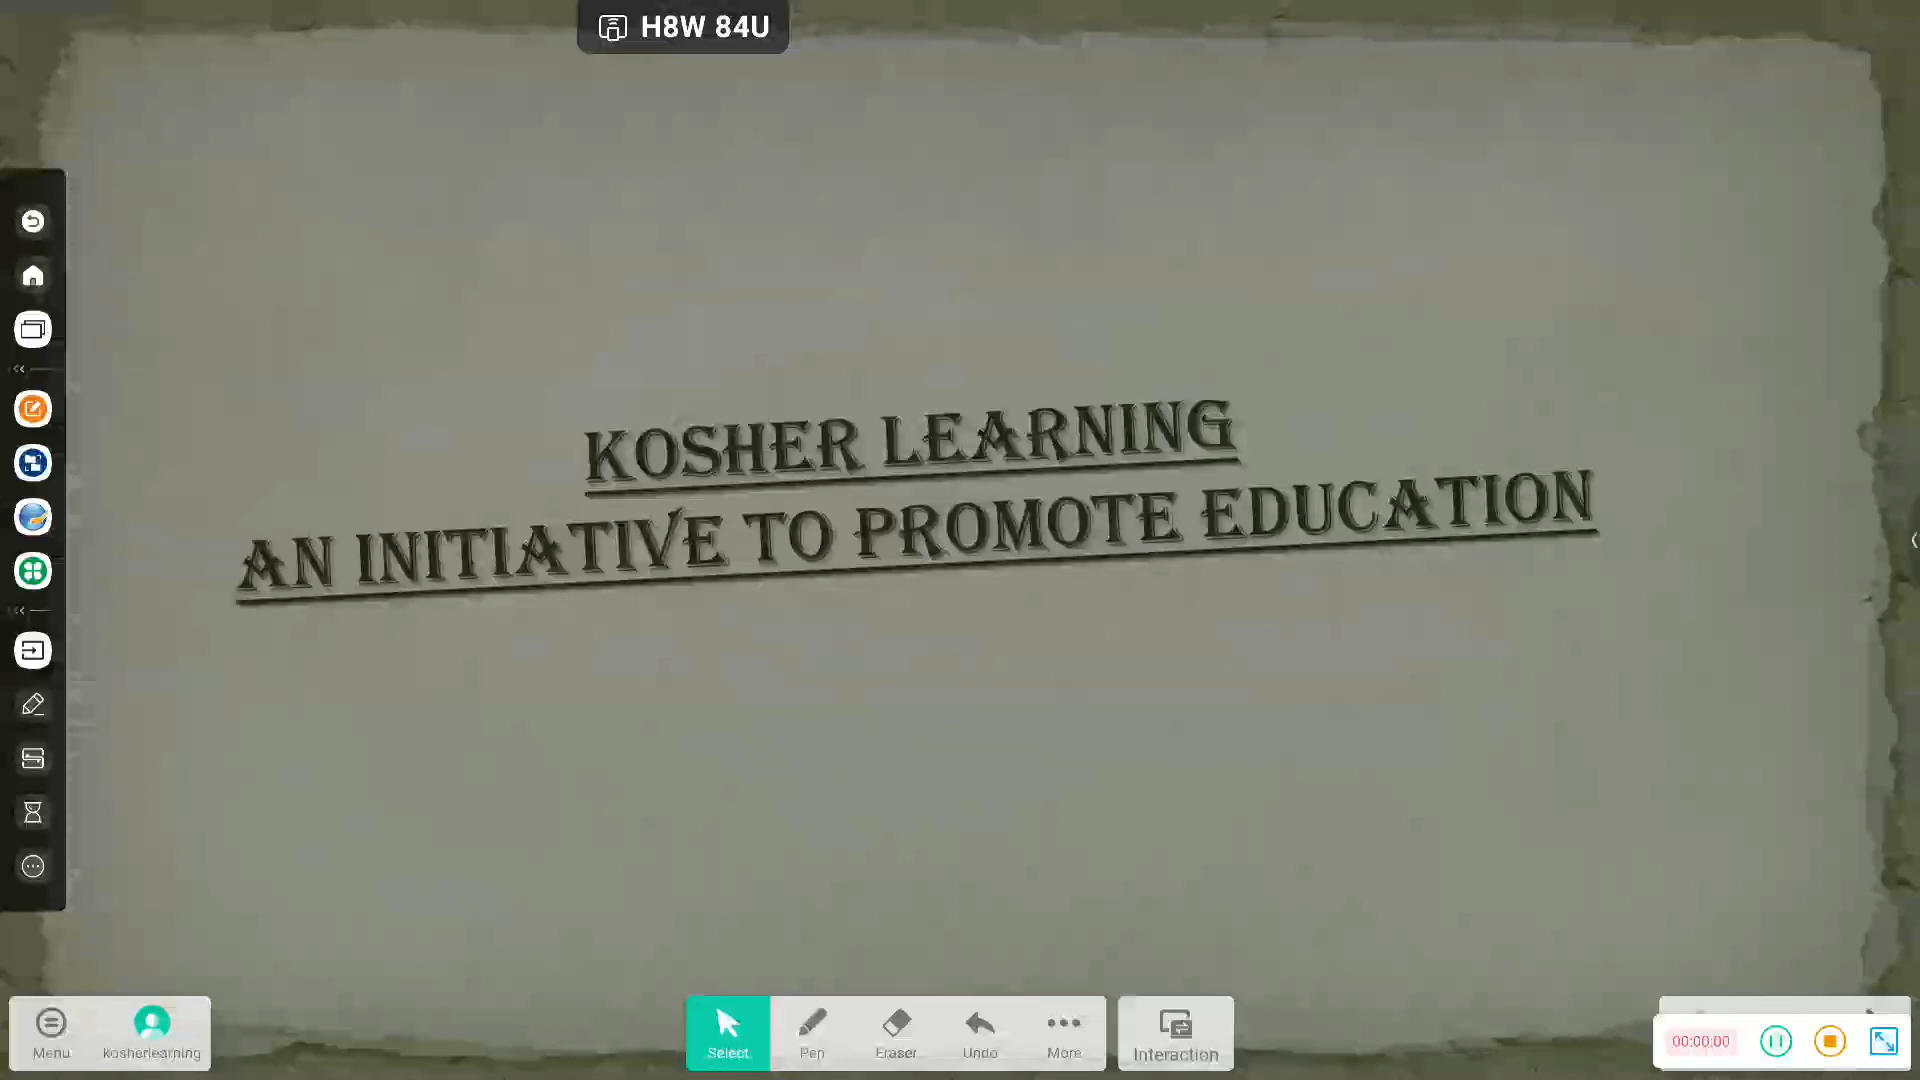 H8W 84U
KOSHER LEARNING
AN INITIATIVE TO PROMOTE EDUCATION
Menu
kosherlearning
Select
Pen
Eraser
Undo
More
Interaction
00:00:00